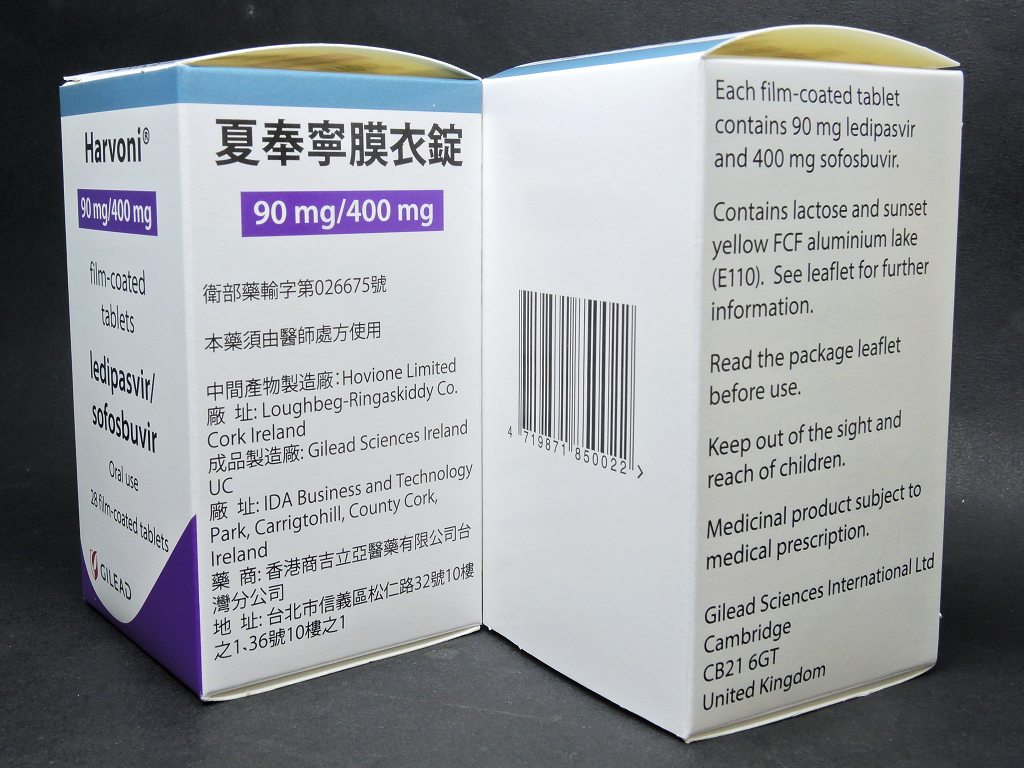 Harvoni®
90 mg/400 mg
film-coated
tablets
ledipasvir/
sofosbuvir
Oral use
28 film-coated tablets
GILEAD
夏奉寧膜衣錠
90 mg/400 mg
衛部藥輸字第026675號
本藥須由醫師處方使用
中間產物製造廠：Hovione Limited
廠 址: Loughbeg-Ringaskiddy Co.
Cork Ireland
成品製造廠: Gilead Sciences Ireland
UC
廠 址: IDA Business and Technology
Park, Carrigtohill, County Cork,
Ireland
藥 商: 香港商吉立亞醫藥有限公司台
灣分公司
地 址: 台北市信義區松仁路32號10樓
之1、36號10樓之1
4 719871 850022 >
Each film-coated tablet
contains 90 mg ledipasvir
and 400 mg sofosbuvir.
Contains lactose and sunset
yellow FCF aluminium lake
(E110). See leaflet for further
information.
Read the package leaflet
before use.
Keep out of the sight and
reach of children.
Medicinal product subject to
medical prescription.
Gilead Sciences International Ltd
Cambridge
CB21 6GT
United Kingdom